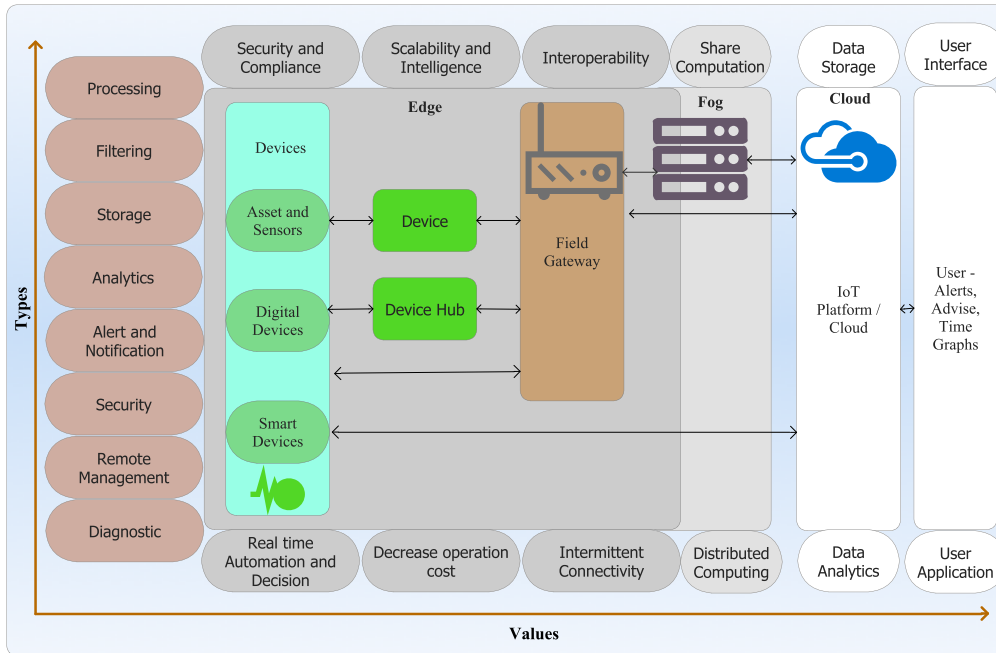 Security and
Compliance
Scalability and
Intelligence
Interoperability
Share
Computation
Data
Storage
User
Interface
Types
Processing
Filtering
Storage
Analytics
Alert and
Notification
Security
Remote
Management
Diagnostic
Edge
Fog
Cloud
Devices
Asset and
Sensors
Digital
Devices
Smart
Devices
Device
Device Hub
Field
Gateway
IoT
Platform /
Cloud
User -
Alerts,
Advise,
Time
Graphs
Real time
Automation and
Decision
Decrease operation
cost
Intermittent
Connectivity
Distributed
Computing
Data
Analytics
User
Application
Values